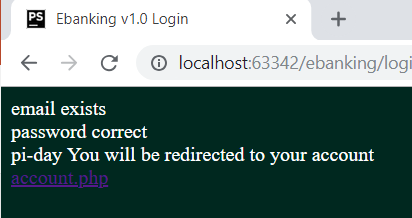 PS
Ebanking v1.0 Login
localhost:63342/ebanking/logi
email exists
password correct
pi-day You will be redirected to your account
account.php